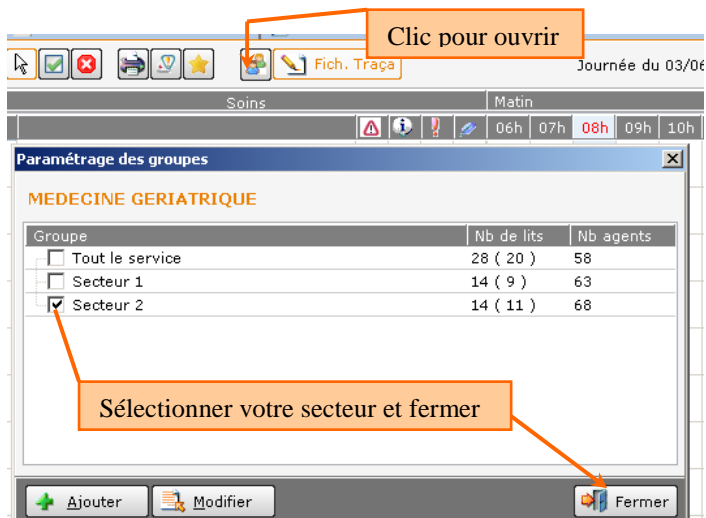 Clic pour ouvrir
Fich. Traça
Journée du 03/06
Soins
Matin
06h 07h 08h 09h 10h
Paramétrage des groupes
MEDECINE GERIATRIQUE
Groupe Nb de lits Nb agents
Tout le service 28 ( 20 ) 58
Secteur 1 14 ( 9 ) 63
Secteur 2 14 ( 11 ) 68
Sélectionner votre secteur et fermer
Ajouter Modifier Fermer